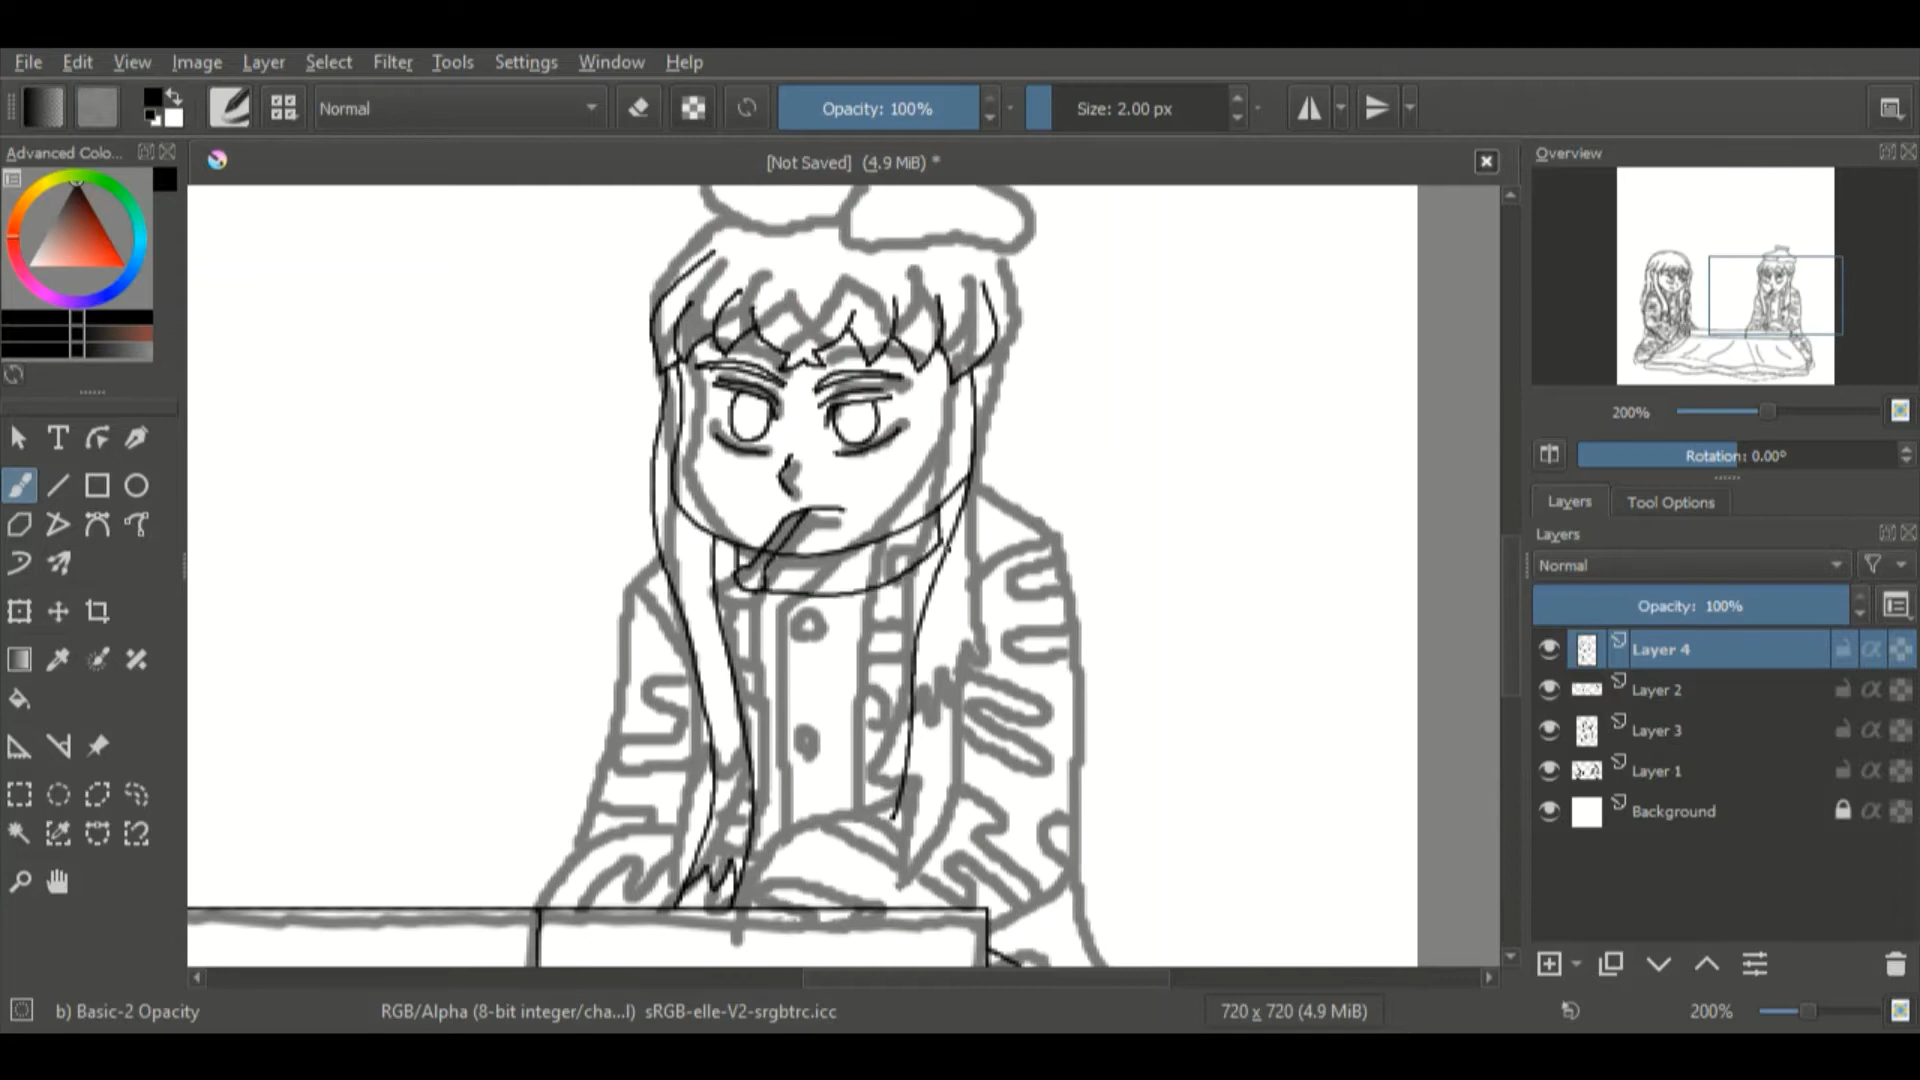 File Edit View Image Layer Select Filter Tools Settings Window Help
Normal Opacity: 100% Size: 2.00 px
Advanced Colo... [Not Saved] (4.9 MiB) * Overview
200%
Rotation: 0.00°
Layers Tool Options
Layers
Normal
Opacity: 100%
Layer 4
Layer 2
Layer 3
Layer 1
Background
b) Basic-2 Opacity RGB/Alpha (8-bit integer/cha...l) sRGB-elle-V2-srgbtrc.icc 720 x 720 (4.9 MiB) 200%